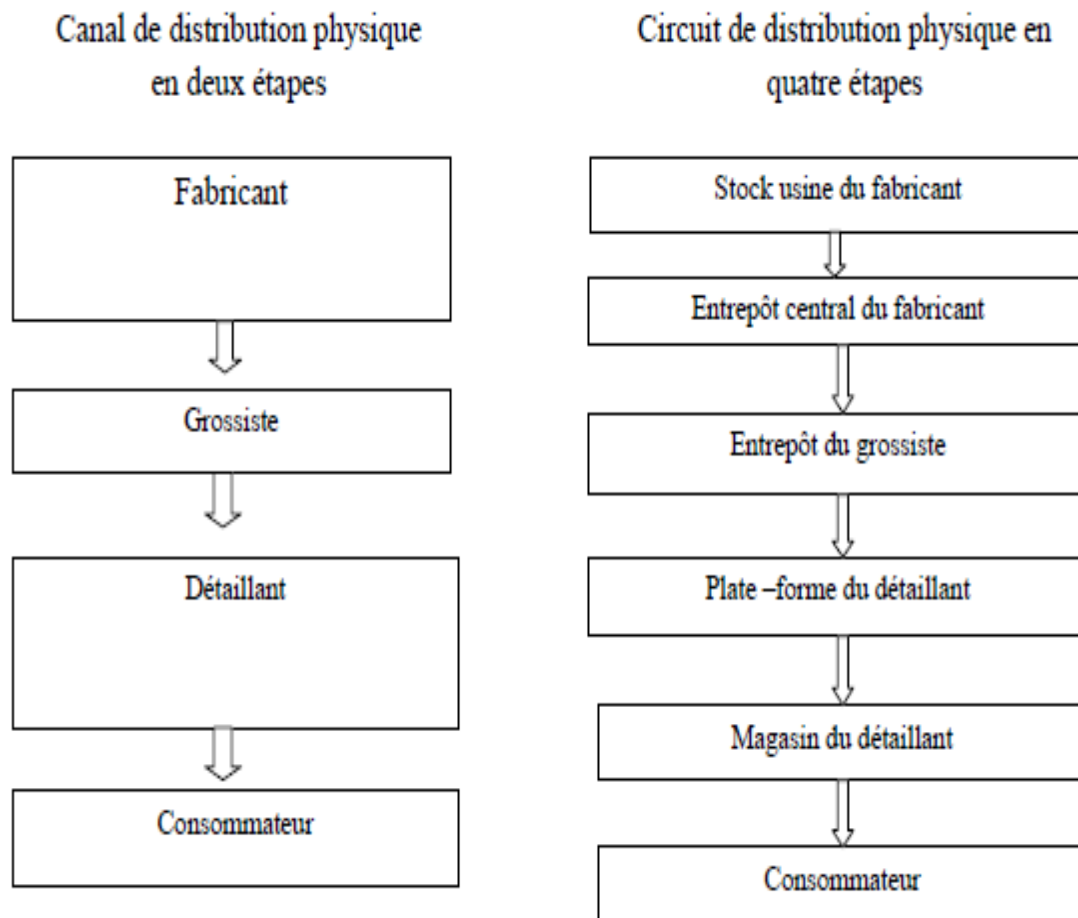 Canal de distribution physique
en deux étapes
Fabricant
Grossiste
Détaillant
Consommateur
Circuit de distribution physique en
quatre étapes
Stock usine du fabricant
Entrepôt central du fabricant
Entrepôt du grossiste
Plate –forme du détaillant
Magasin du détaillant
Consommateur